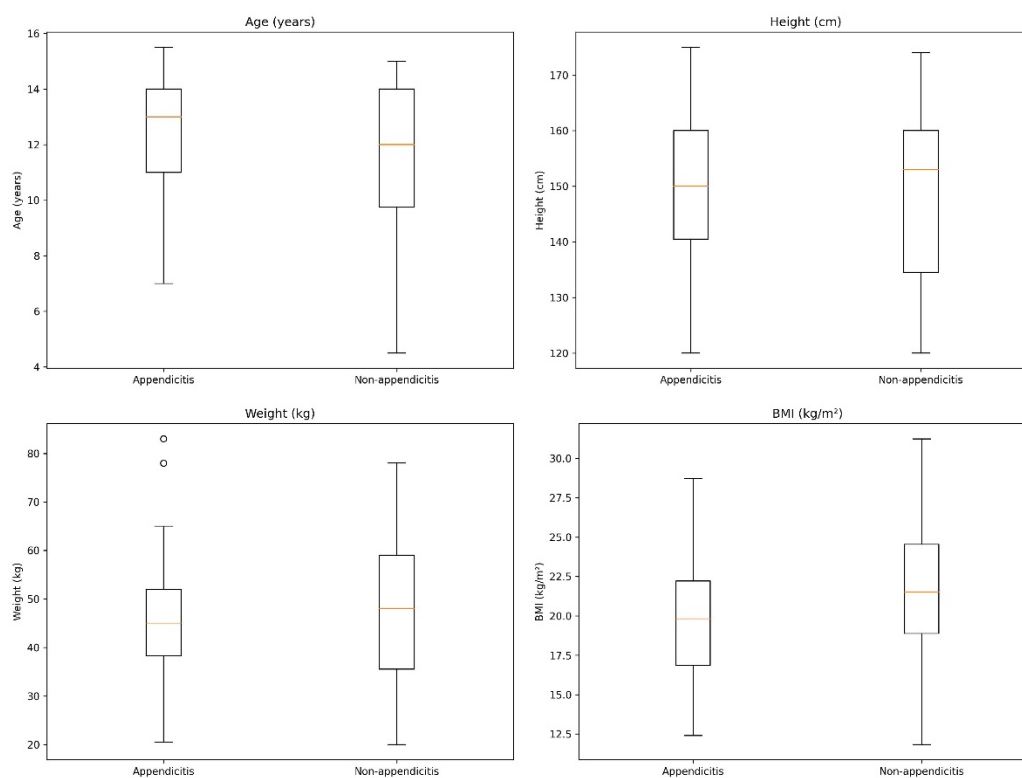 Age (years)
Age (years)
16
14
12
10
8
6
4
Appendicitis
Non-appendicitis
Height (cm)
Height (cm)
170
160
150
140
130
120
Appendicitis
Non-appendicitis
Weight (kg)
Weight (kg)
80
70
60
50
40
30
20
Appendicitis
Non-appendicitis
BMI (kg/m²)
BMI (kg/m²)
30.0
27.5
25.0
22.5
20.0
17.5
15.0
12.5
Appendicitis
Non-appendicitis